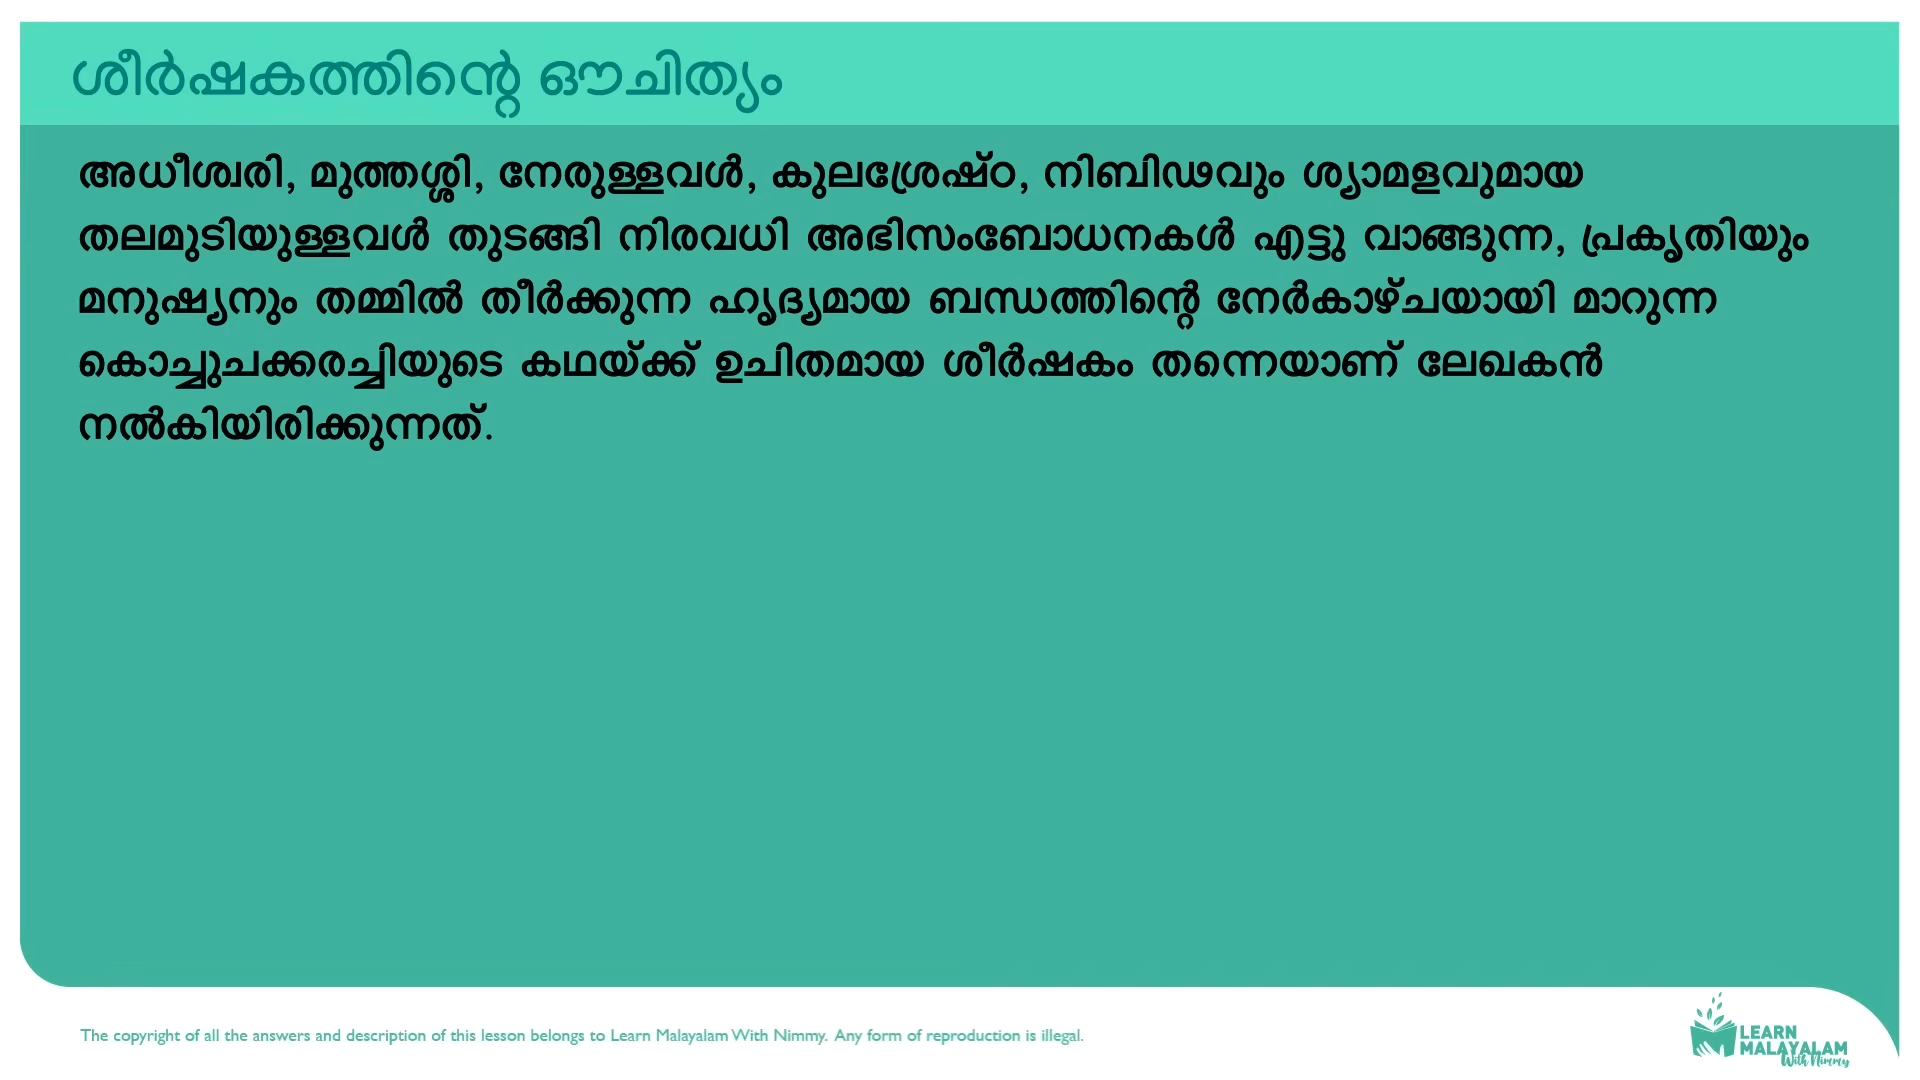 ശീർഷകത്തിന്റെ ഔചിത്യം
അധീശ്വരി, മുത്തശ്ശി, നേരുള്ളവൾ, കുലശ്രേഷ്ഠ, നിബിഢവും ശ്യാമളവുമായ
തലമുടിയുള്ളവൾ തുടങ്ങി നിരവധി അഭിസംബോധനകൾ എട്ടു വാങ്ങുന്ന, പ്രകൃതിയും
മനുഷ്യനും തമ്മിൽ തീർക്കുന്ന ഹൃദ്യമായ ബന്ധത്തിന്റെ നേർകാഴ്ചയായി മാറുന്ന
കൊച്ചുചക്കരച്ചിയുടെ കഥയ്ക്ക് ഉചിതമായ ശീർഷകം തന്നെയാണ് ലേഖകൻ
നൽകിയിരിക്കുന്നത്.
The copyright of all the answers and description of this lesson belongs to Learn Malayalam With Nimmy. Any form of reproduction is illegal.
LEARN
MALAYALAM
With Nimmy